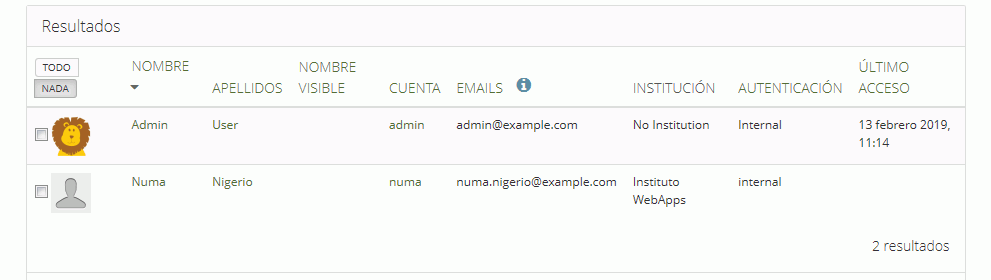 Resultados
TODO
NADA
NOMBRE
APELLIDOS
NOMBRE
VISIBLE
CUENTA
EMAILS
INSTITUCIÓN
AUTENTICACIÓN
ÚLTIMO
ACCESO
Admin User admin admin@example.com No Institution Internal 13 febrero 2019,
11:14
Numa Nigerio numa numa.nigerio@example.com Instituto internal
WebApps
2 resultados